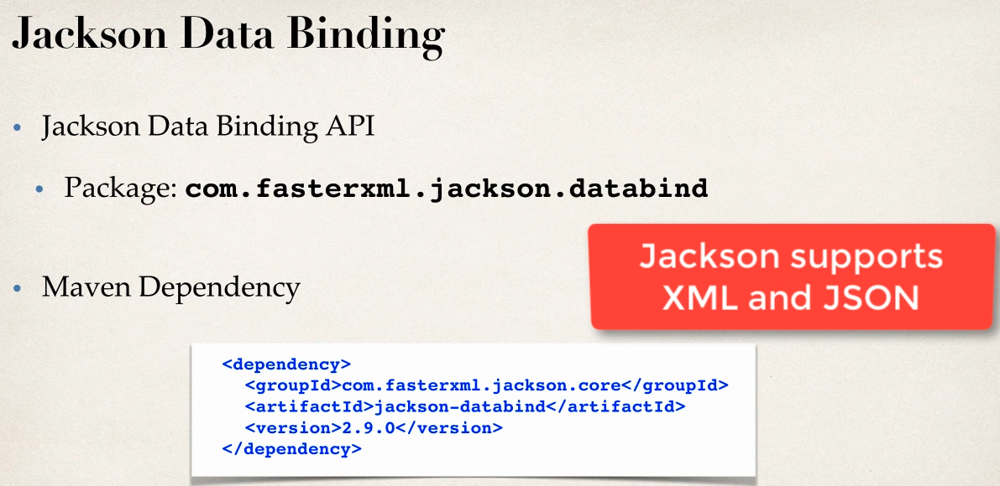 Jackson Data Binding
• Jackson Data Binding API
• Package: com.fasterxml.jackson.databind
Jackson supports
XML and JSON
• Maven Dependency
<dependency>
<groupId>com.fasterxml.jackson.core</groupId>
<artifactId>jackson-databind</artifactId>
<version>2.9.0</version>
</dependency>